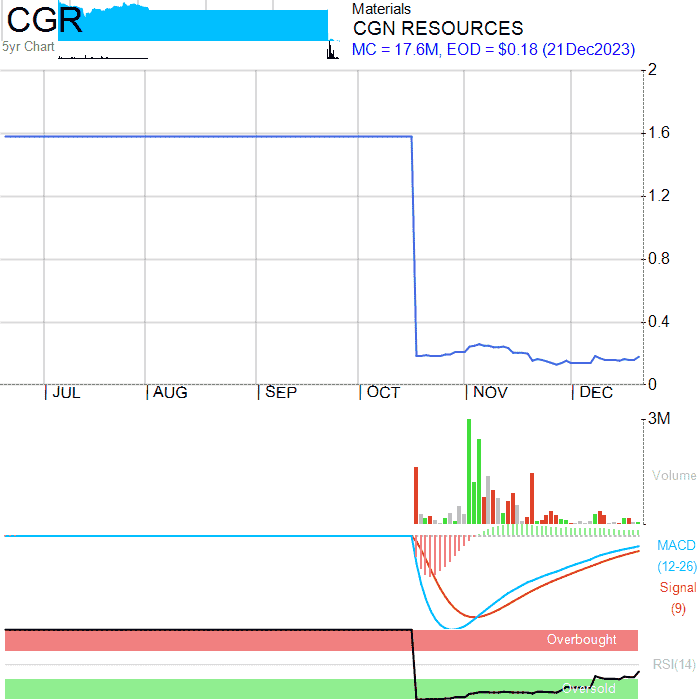 CGR
Materials
CGN RESOURCES
5yr Chart
MC = 17.6M, EOD = $0.18 (21Dec2023)
2
1.6
1.2
0.8
0.4
0
JUL AUG SEP OCT NOV DEC
3M
Volume
MACD
(12-26)
Signal
(9)
Overbought
RSI(14)
Oversold